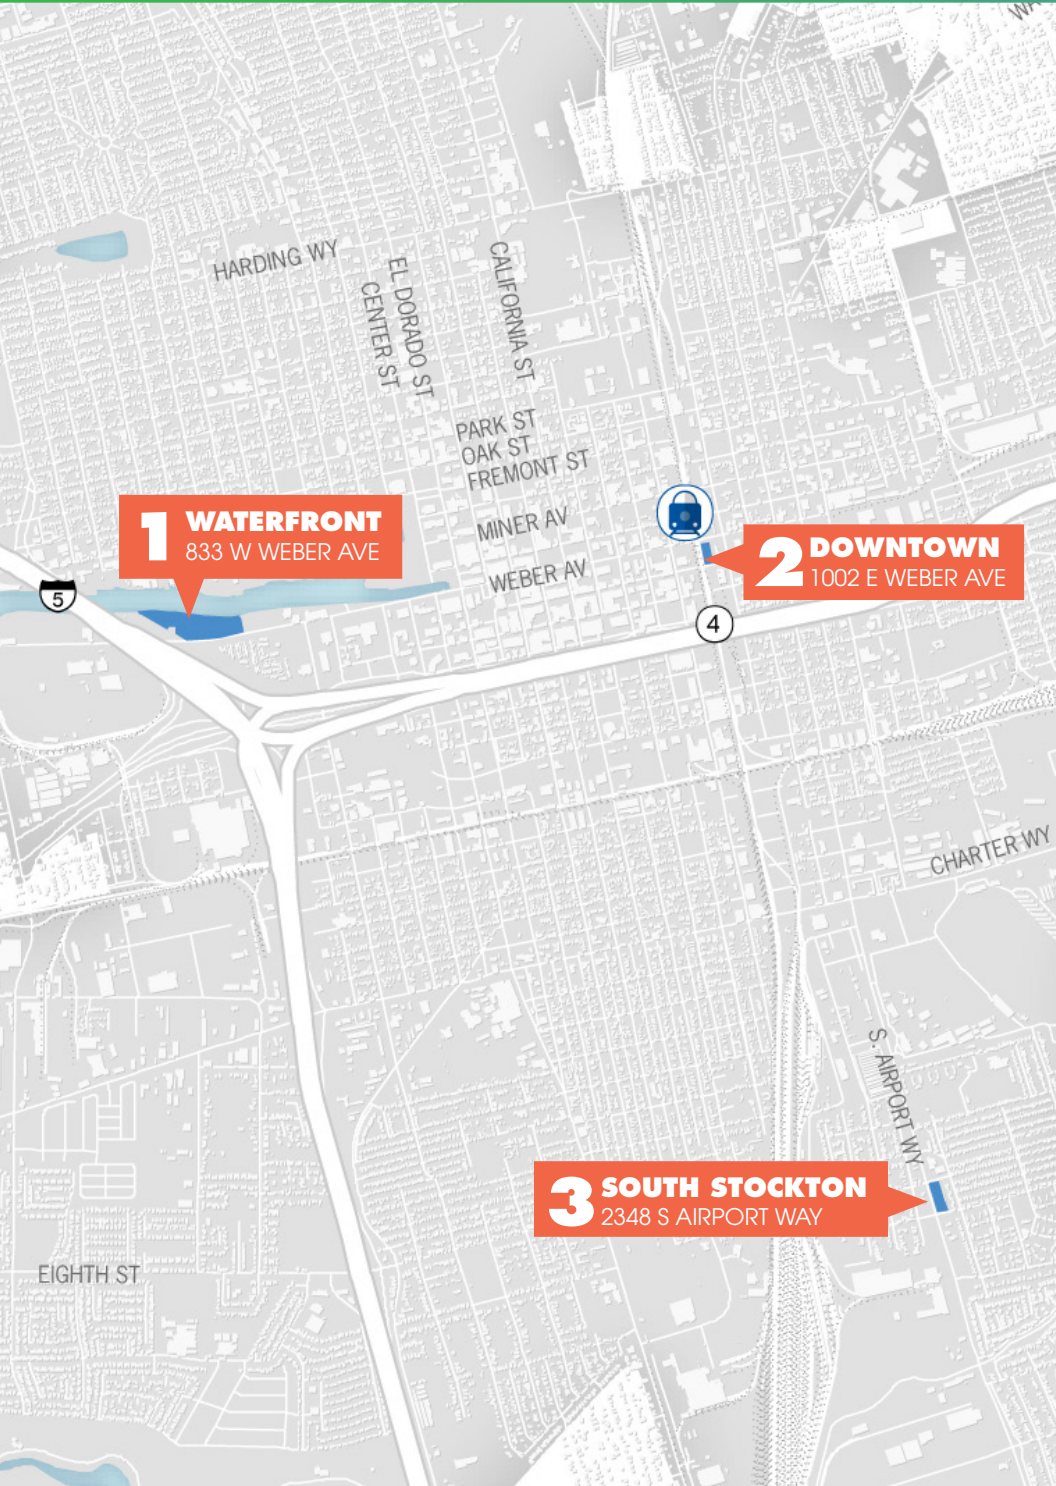 HARDING WY
EL DORADO ST
CENTER ST
CALIFORNIA ST
PARK ST
OAK ST
FREMONT ST
MINER AV
WEBER AV
1 WATERFRONT
833 W WEBER AVE
2 DOWNTOWN
1002 E WEBER AVE
5
4
CHARTER WY
S. AIRPORT WY
3 SOUTH STOCKTON
2348 S AIRPORT WAY
EIGHTH ST